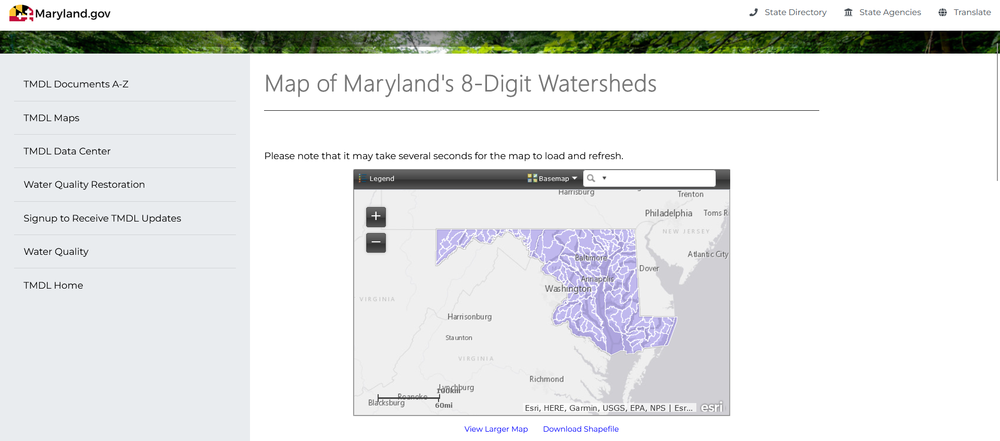 Maryland.gov
State Directory
State Agencies
Translate
TMDL Documents A-Z
TMDL Maps
TMDL Data Center
Water Quality Restoration
Signup to Receive TMDL Updates
Water Quality
TMDL Home
Map of Maryland's 8-Digit Watersheds
Please note that it may take several seconds for the map to load and refresh.
Legend
Basemap
Harrisburg
Trenton
Philadelphia
Toms Ri
NEW JERSEY
Baltimore
Atlantic City
Dover
Annapolis
Washington
VIRGINIA
Harrisonburg
Staunton
VIRGINIA
Richmond
Lynchburg
100km
Roanoke
Blacksburg
60mi
Esri, HERE, Garmin, USGS, EPA, NPS | Esr...
esri
View Larger Map
Download Shapefile